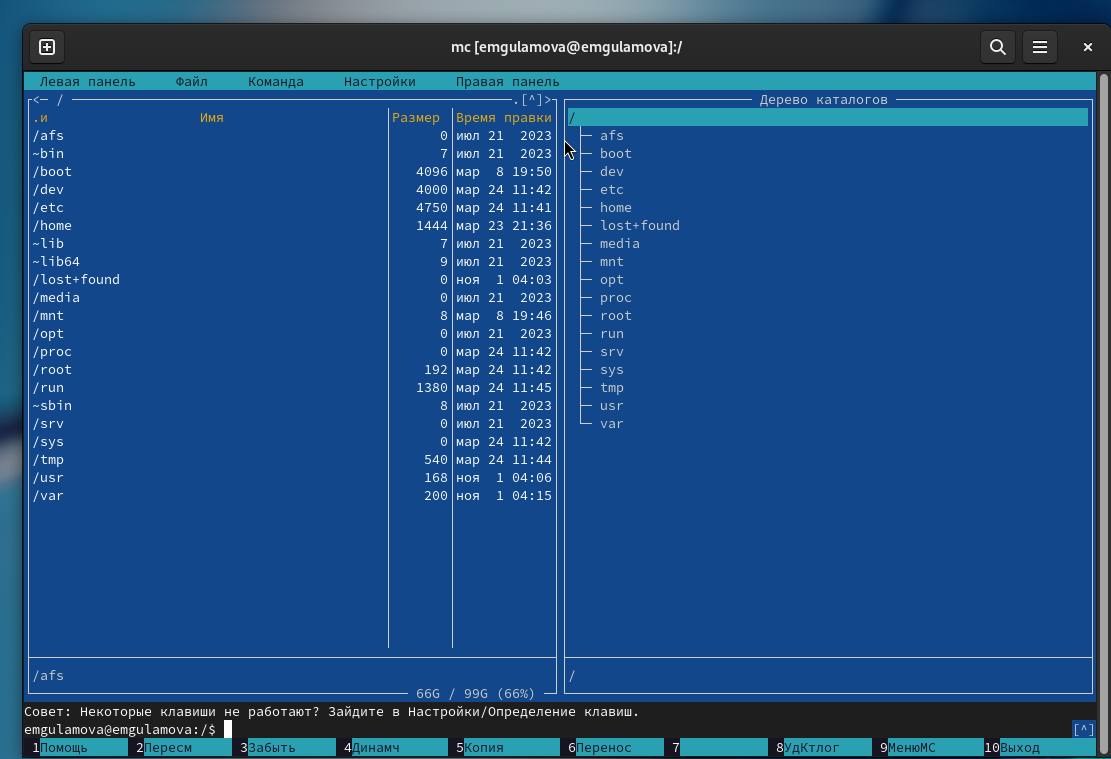 mc [emgulamova@emgulamova]:/
Левая панель Файл Команда Настройки Правая панель
<─ / .[^]> Дерево каталогов
.и Имя Размер Время правки /
/afs 0 июл 21 2023 afs
~bin 7 июл 21 2023 boot
/boot 4096 мар 8 19:50 dev
/dev 4000 мар 24 11:42 etc
/etc 4750 мар 24 11:41 home
/home 1444 мар 23 21:36 lost+found
~lib 7 июл 21 2023 media
~lib64 9 июл 21 2023 mnt
/lost+found 0 ноя 1 04:03 opt
/media 0 июл 21 2023 proc
/mnt 8 мар 8 19:46 root
/opt 0 июл 21 2023 run
/proc 0 мар 24 11:42 srv
/root 192 мар 24 11:42 sys
/run 1380 мар 24 11:45 tmp
~sbin 8 июл 21 2023 usr
/srv 0 июл 21 2023 var
/sys 0 мар 24 11:42
/tmp 540 мар 24 11:44
/usr 168 ноя 1 04:06
/var 200 ноя 1 04:15
/afs /
66G / 99G (66%)
Совет: Некоторые клавиши не работают? Зайдите в Настройки/Определение клавиш.
emgulamova@emgulamova:/$ [^]
1Помощь 2Пересм 3Забыть 4Динамч 5Копия 6Перенос 7 8УдКтлог 9МенюМС 10Выход